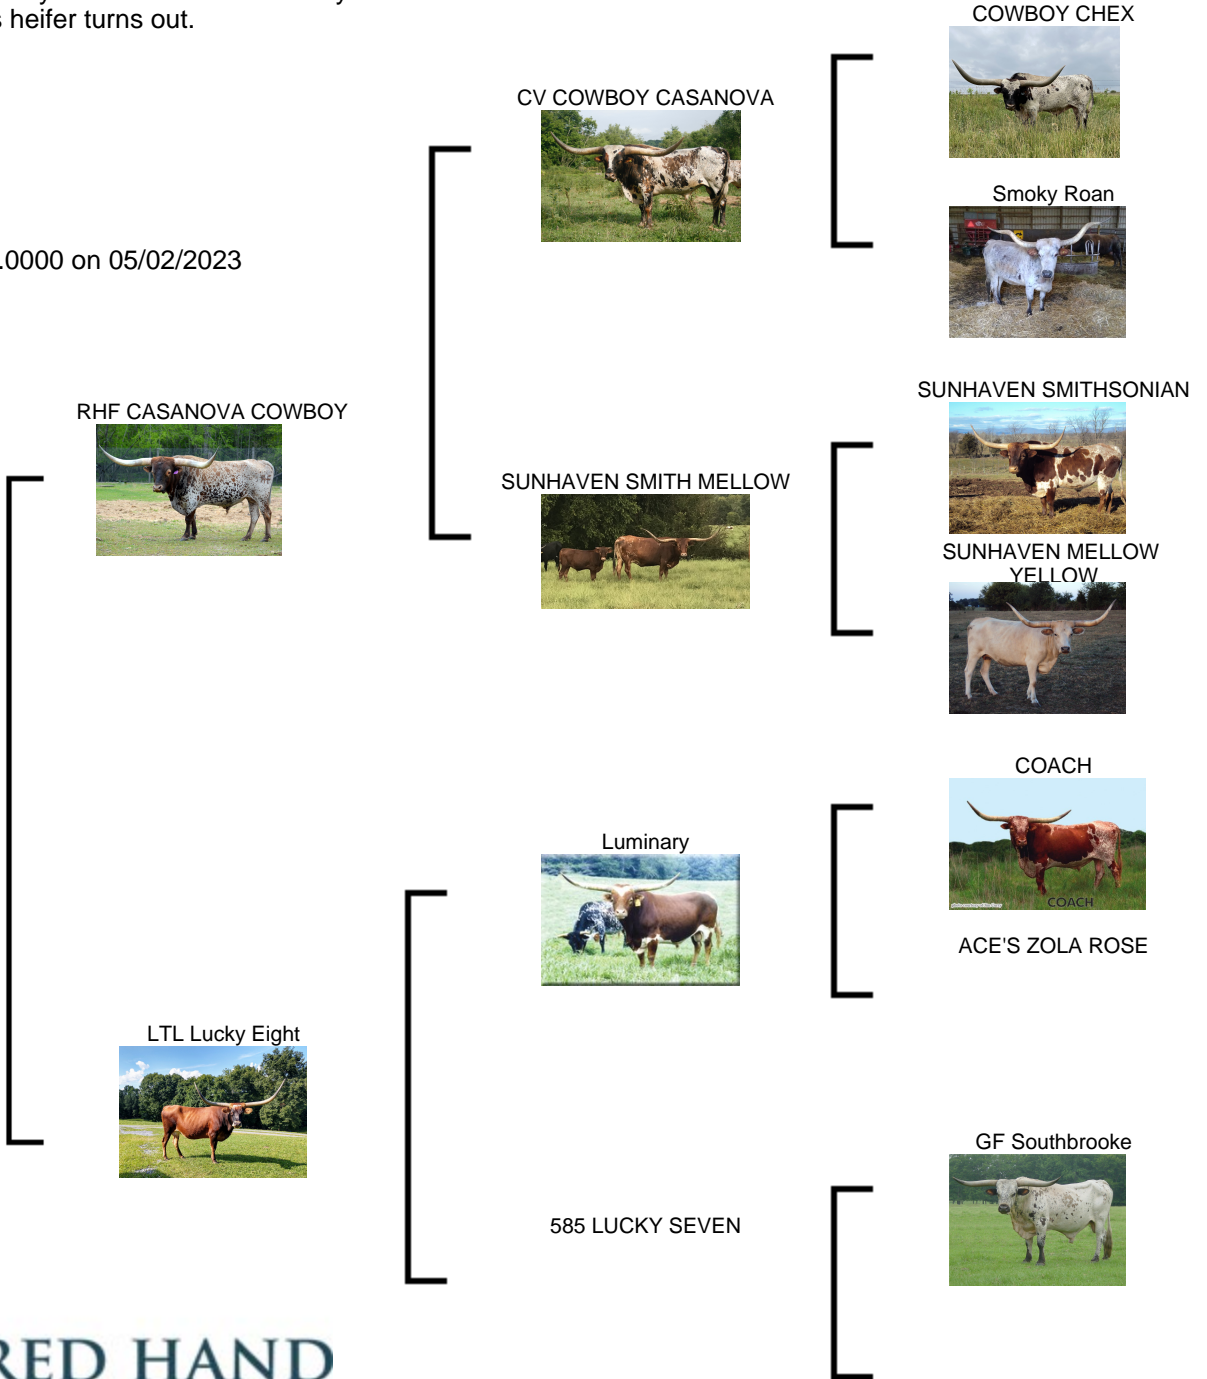 heifer turns out.
COWBOY CHEX
CV COWBOY CASANOVA
Smoky Roan
.0000 on 05/02/2023
SUNHAVEN SMITHSONIAN
RHF CASANOVA COWBOY
SUNHAVEN SMITH MELLOW
SUNHAVEN MELLOW
YELLOW
COACH
Luminary
COACH
ACE'S ZOLA ROSE
LTL Lucky Eight
GF Southbrooke
585 LUCKY SEVEN
RED HAND